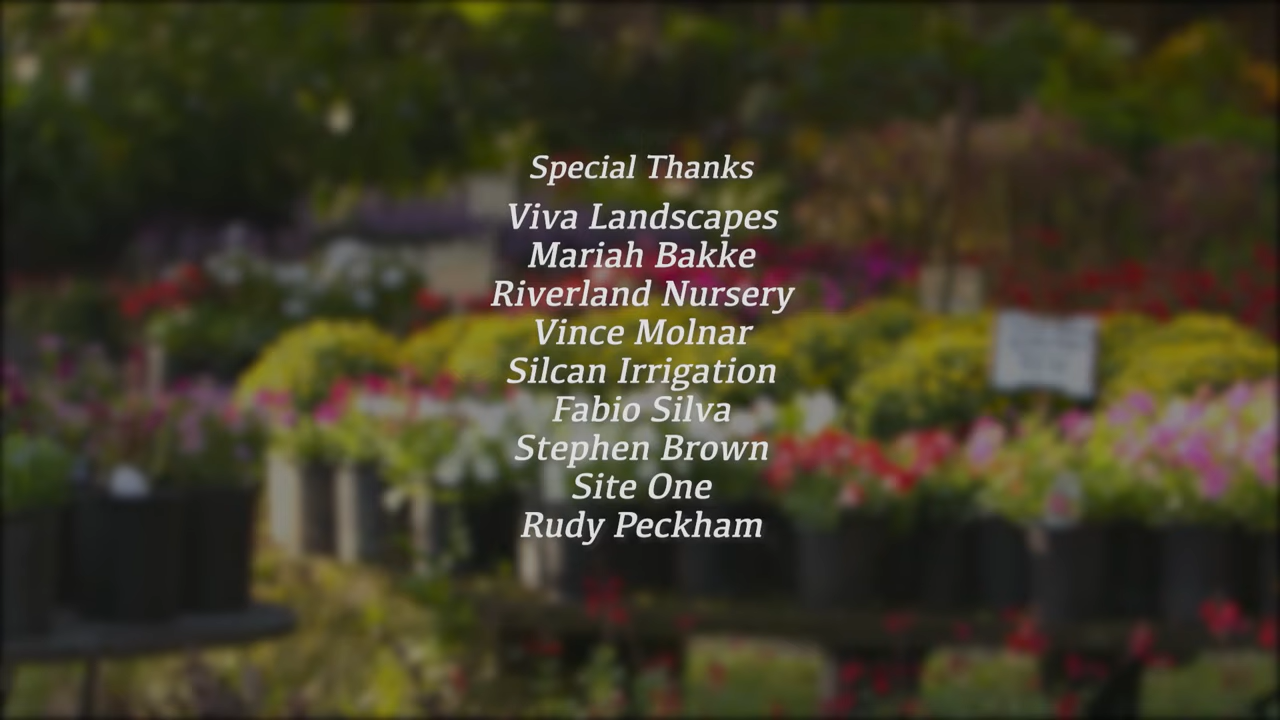 Special Thanks
Viva Landscapes
Mariah Bakke
Riverland Nursery
Vince Molnar
Silcan Irrigation
Fabio Silva
Stephen Brown
Site One
Rudy Peckham